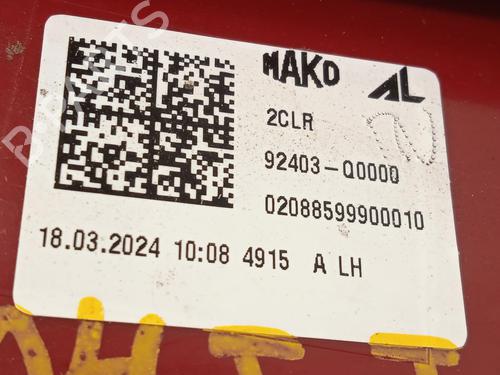 MAKO AL
2CLR
92403-Q0000
02088599900010
18.03.2024 10:08 4915 A LH